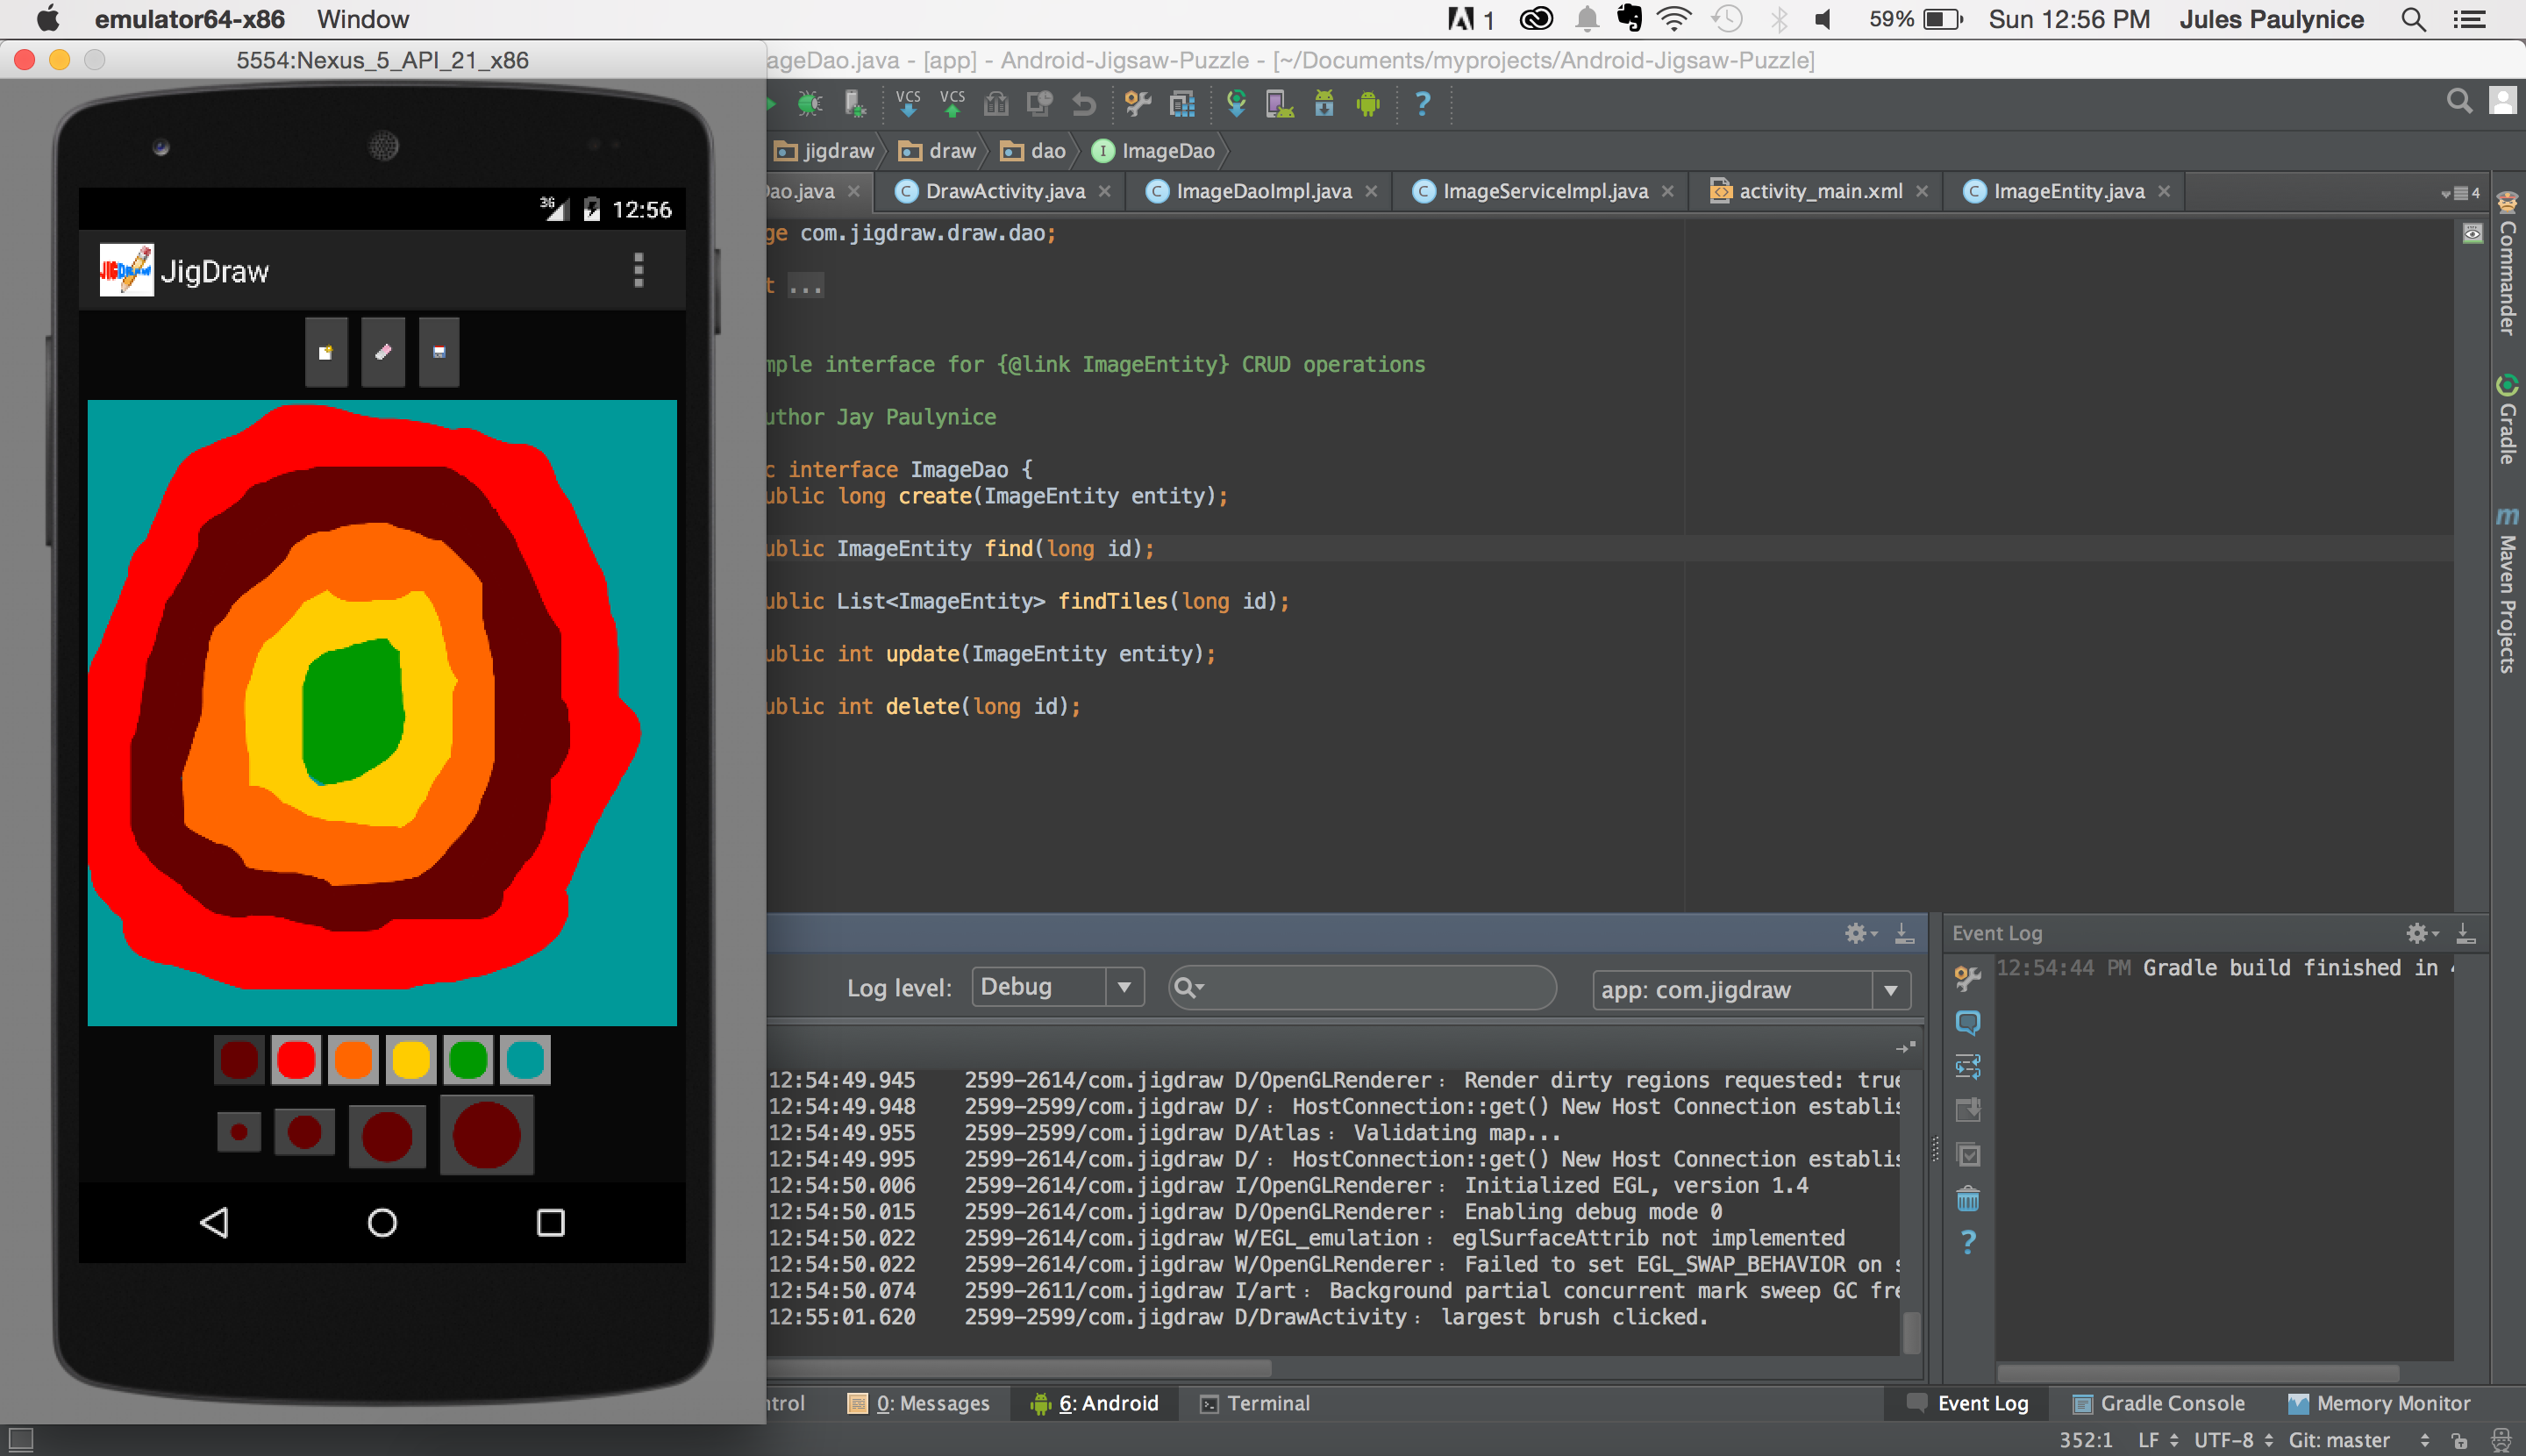 emulator64-x86 Window 1 59% Sun 12:56 PM Jules Paulynice
5554:Nexus_5_API_21_x86
ageDao.java - [app] - Android-Jigsaw-Puzzle - [~/Documents/myprojects/Android-Jigsaw-Puzzle]
VCS VCS ?
3G 12:56
JIGDRAW JigDraw
jigdraw draw dao I ImageDao
Dao.java C DrawActivity.java C ImageDaoImpl.java C ImageServiceImpl.java activity_main.xml C ImageEntity.java 4
ge com.jigdraw.draw.dao;
t ...
mple interface for {@link ImageEntity} CRUD operations
uthor Jay Paulynice
c interface ImageDao {
ublic long create(ImageEntity entity);
ublic ImageEntity find(long id);
ublic List<ImageEntity> findTiles(long id);
ublic int update(ImageEntity entity);
ublic int delete(long id);
Commander
Gradle
m Maven Projects
Event Log
Log level: Debug app: com.jigdraw
12:54:44 PM Gradle build finished in 4
12:54:49.945 2599-2614/com.jigdraw D/OpenGLRenderer: Render dirty regions requested: true
12:54:49.948 2599-2599/com.jigdraw D/: HostConnection::get() New Host Connection establis
12:54:49.955 2599-2599/com.jigdraw D/Atlas: Validating map...
12:54:49.995 2599-2614/com.jigdraw D/: HostConnection::get() New Host Connection establis
12:54:50.006 2599-2614/com.jigdraw I/OpenGLRenderer: Initialized EGL, version 1.4
12:54:50.015 2599-2614/com.jigdraw D/OpenGLRenderer: Enabling debug mode 0
12:54:50.022 2599-2614/com.jigdraw W/EGL_emulation: eglSurfaceAttrib not implemented
12:54:50.022 2599-2614/com.jigdraw W/OpenGLRenderer: Failed to set EGL_SWAP_BEHAVIOR on s
12:54:50.074 2599-2611/com.jigdraw I/art: Background partial concurrent mark sweep GC fre
12:55:01.620 2599-2599/com.jigdraw D/DrawActivity: largest brush clicked.
?
ntrol 0: Messages 6: Android Terminal Event Log Gradle Console Memory Monitor
352:1 LF UTF-8 Git: master